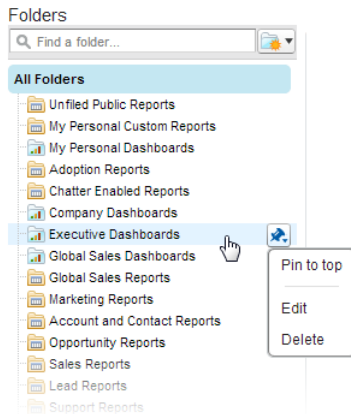 Folders
Find a folder...
All Folders
Unfiled Public Reports
My Personal Custom Reports
My Personal Dashboards
Adoption Reports
Chatter Enabled Reports
Company Dashboards
Executive Dashboards
Global Sales Dashboards
Pin to top
Global Sales Reports
Marketing Reports
Edit
Account and Contact Reports
Opportunity Reports
Delete
Sales Reports
Lead Reports
Support Reports